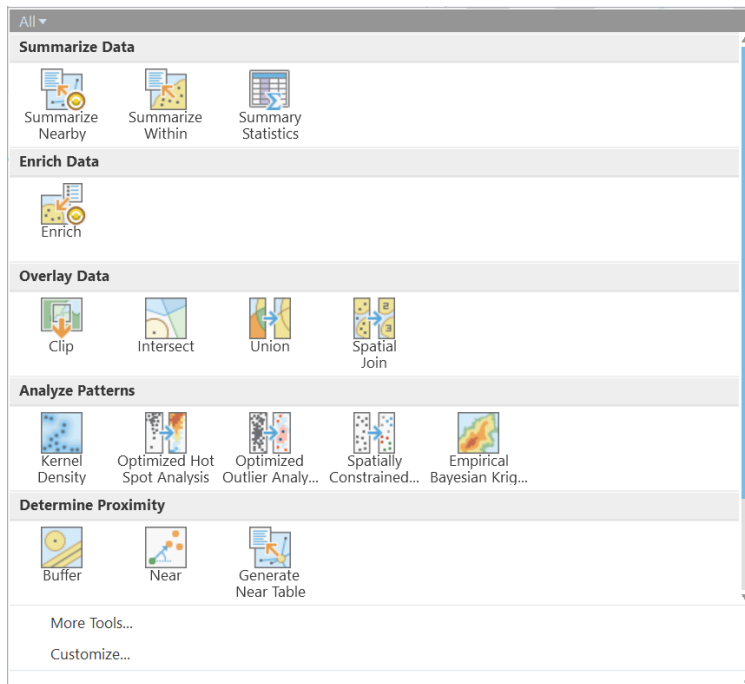 All
Summarize Data
Summarize Nearby
Summarize Within
Summary Statistics
Enrich Data
Enrich
Overlay Data
Clip
Intersect
Union
Spatial Join
Analyze Patterns
Kernel Density
Optimized Hot Spot Analysis
Optimized Outlier Analy...
Spatially Constrained...
Empirical Bayesian Krig...
Determine Proximity
Buffer
Near
Generate Near Table
More Tools...
Customize...